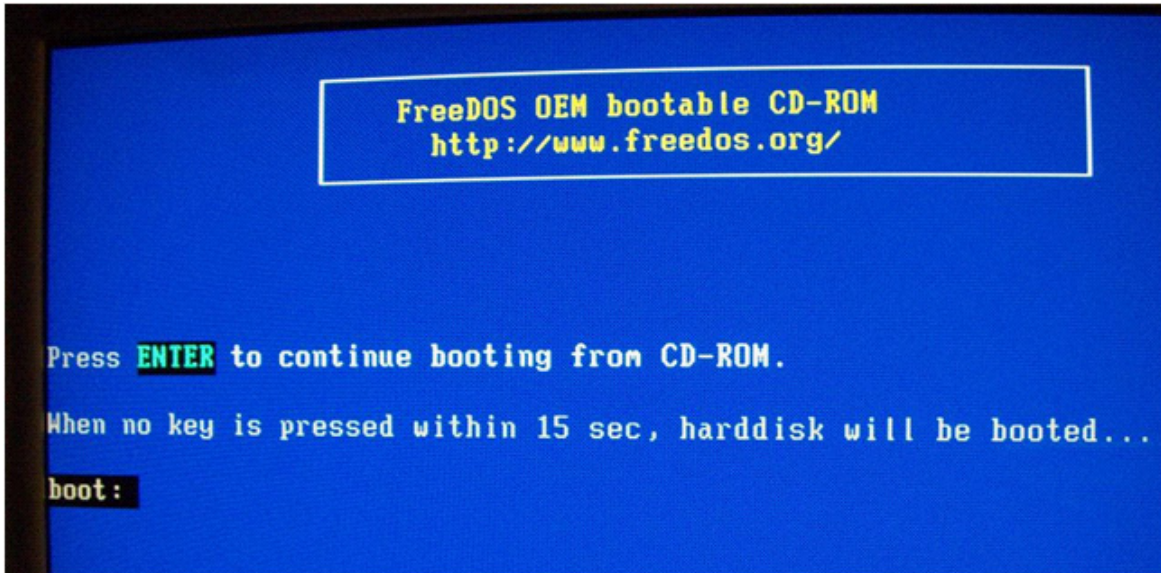 FreeDOS OEM bootable CD-ROM
http://www.freedos.org/
Press ENTER to continue booting from CD-ROM.
When no key is pressed within 15 sec, harddisk will be booted...
boot: